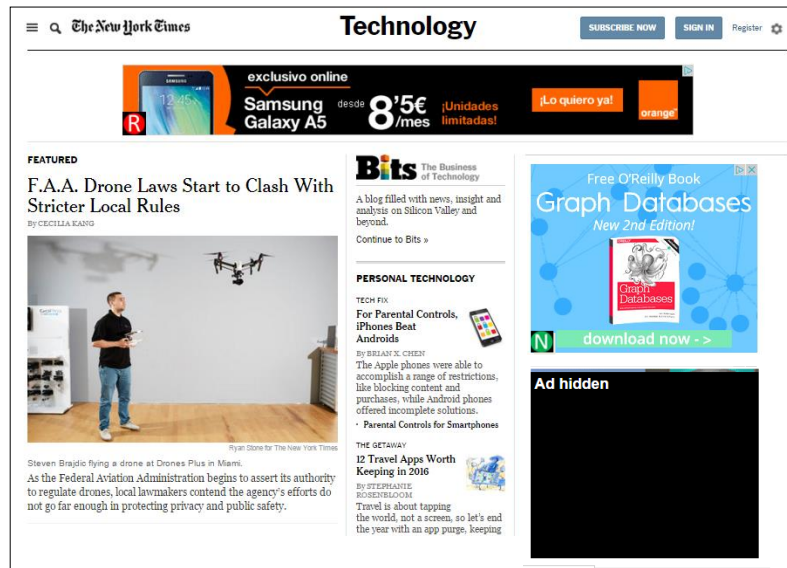 The New York Times
Technology
SUBSCRIBE NOW
SIGN IN
Register
exclusivo online
Samsung
Galaxy A5
desde
8'5€
/mes
¡Unidades
limitadas!
¡Lo quiero ya!
orange
SAMSUNG
12:45
R
FEATURED
F.A.A. Drone Laws Start to Clash With
Stricter Local Rules
By CECILIA KANG
Ryan Stone for The New York Times
Steven Brajdic flying a drone at Drones Plus in Miami.
As the Federal Aviation Administration begins to assert its authority
to regulate drones, local lawmakers contend the agency's efforts do
not go far enough in protecting privacy and public safety.
Bits
The Business
of Technology
A blog filled with news, insight and
analysis on Silicon Valley and
beyond.
Continue to Bits »
PERSONAL TECHNOLOGY
TECH FIX
For Parental Controls,
iPhones Beat
Androids
By BRIAN X. CHEN
The Apple phones were able to
accomplish a range of restrictions,
like blocking content and
purchases, while Android phones
offered incomplete solutions.
· Parental Controls for Smartphones
THE GETAWAY
12 Travel Apps Worth
Keeping in 2016
By STEPHANIE
ROSENBLOOM
Travel is about tapping
the world, not a screen, so let's end
the year with an app purge, keeping
Free O'Reilly Book
Graph Databases
New 2nd Edition!
Graph
Databases
N
download now - >
Ad hidden